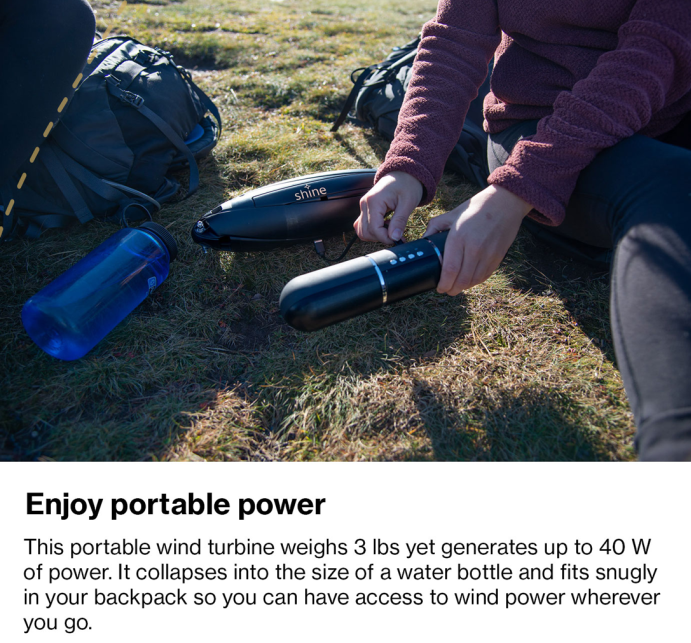 shine
Enjoy portable power
This portable wind turbine weighs 3 lbs yet generates up to 40 W
of power. It collapses into the size of a water bottle and fits snugly
in your backpack so you can have access to wind power wherever
you go.